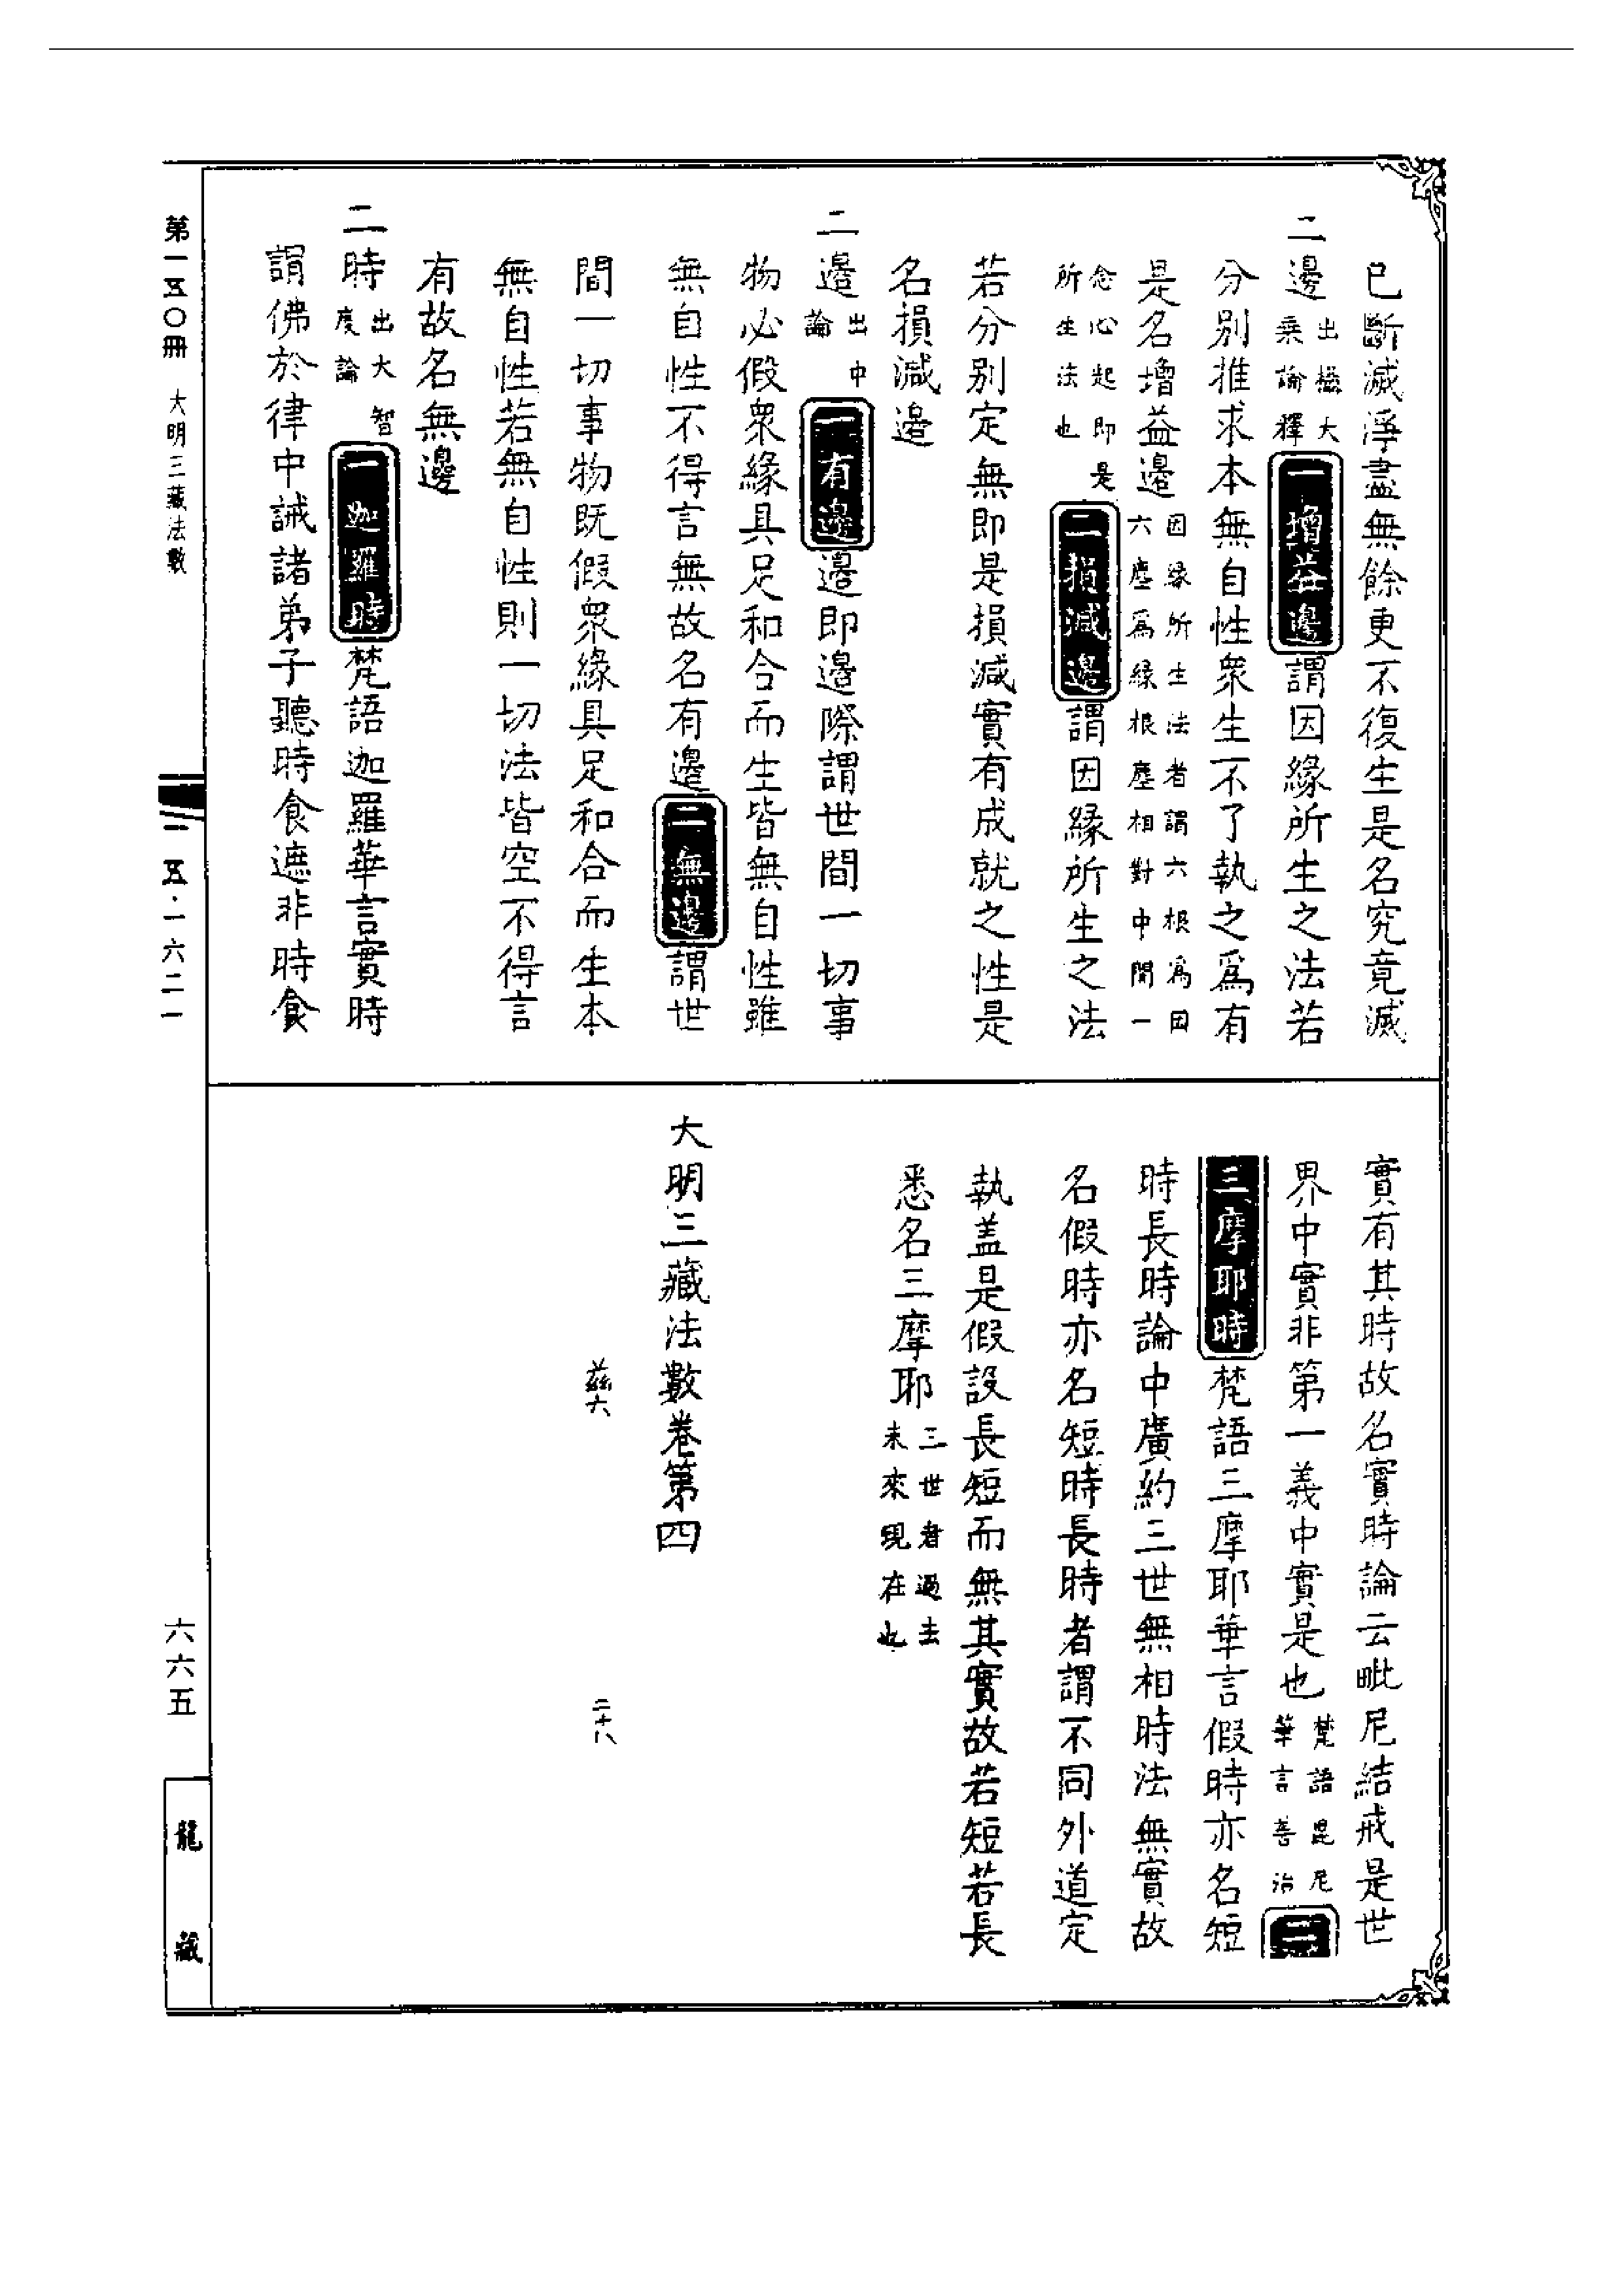 已斷滅淨盡無餘更不復生是名究竟滅
二邊出攝大乘論釋一增益邊謂因緣所生之法若
分别推求本無自性衆生不了執之爲有
是名增益邊因緣所生法者謂六根爲因六塵爲緣根塵相對中間一
念心起即是所生法也二損減邊謂因緣所生之法
若分别定無即是損減實有成就之性是
名損減邊
二邊出中論一有邊邊即邊際謂世間一切事
物必假衆緣具足和合而生皆無自性雖
無自性不得言無故名有邊二無邊謂世
間一切事物既假衆緣具足和合而生本
無自性若無自性則一切法皆空不得言
有故名無邊
二時出大智度論一迦羅時梵語迦羅華言實時
謂佛於律中誡諸弟子聽時食遮非時食
實有其時故名實時論云毗尼結戒是世
界中實非第一義中實是也梵語毘尼華言善治二
三摩耶時梵語三摩耶華言假時亦名短
時長時論中廣約三世無相時法無實故
名假時亦名短時長時者謂不同外道定
執盖是假設長短而無其實故若短若長
悉名三摩耶三世者過去未來現在也
大明三藏法數卷第四
兹六
二十八
第一五〇冊 大明三藏法數
一五·一六二一
六六五
龍藏